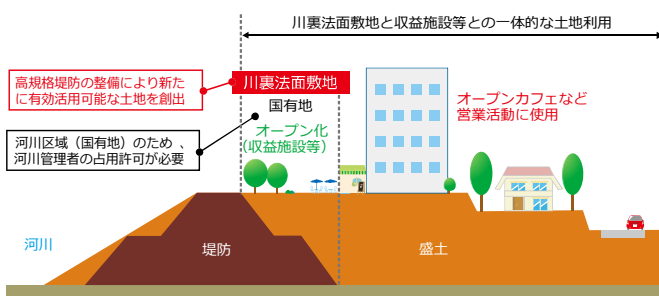 川裏法面敷地と収益施設等との一体的な土地利用
高規格堤防の整備により新た
に有効活用可能な土地を創出
川裏法面敷地
国有地
オープン化
(収益施設等)
河川区域(国有地)のため、
河川管理者の占用許可が必要
オープンカフェなど
営業活動に使用
河川
堤防
盛土